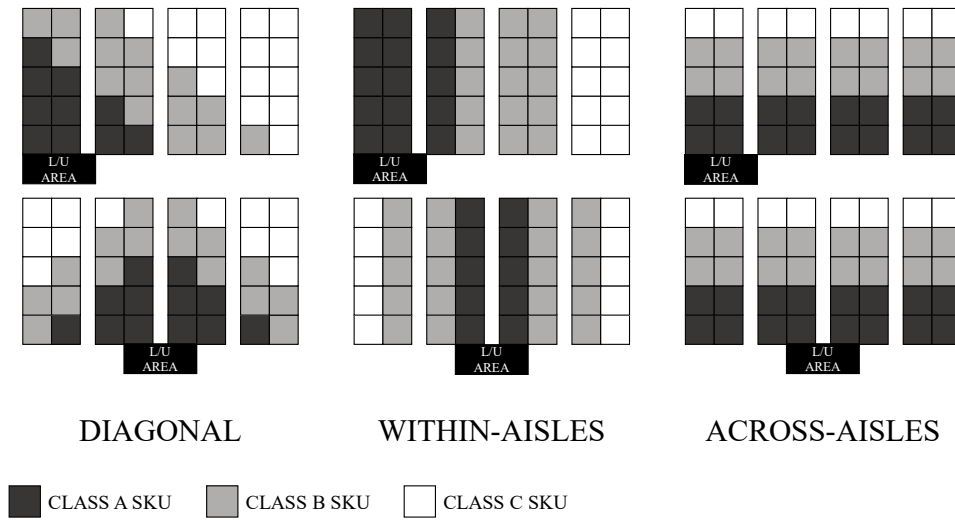 L/U
AREA
L/U
AREA
L/U
AREA
L/U
AREA
L/U
AREA
L/U
AREA
DIAGONAL
WITHIN-AISLES
ACROSS-AISLES
CLASS A SKU
CLASS B SKU
CLASS C SKU